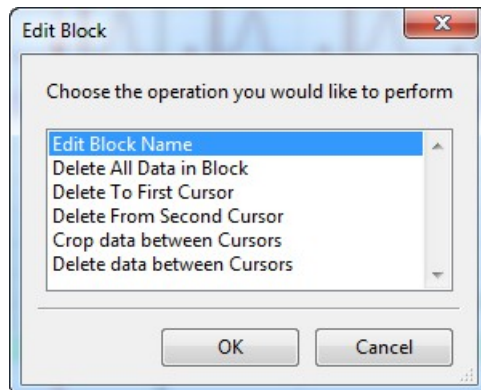 Edit Block
Choose the operation you would like to perform
Edit Block Name
Delete All Data in Block
Delete To First Cursor
Delete From Second Cursor
Crop data between Cursors
Delete data between Cursors
OK
Cancel